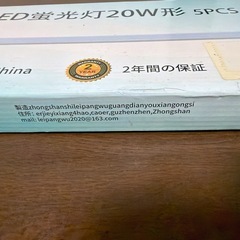 ED蛍光灯20W形 5PCS
hina
2 YEAR
2年間の保証
製造zhongshanshileipangwuguangdianyouxiangongsi
住所: erjeyixiang4hao,caoer,guzhenzhen,Zhongshan
mail: leipangwu2020@163.com